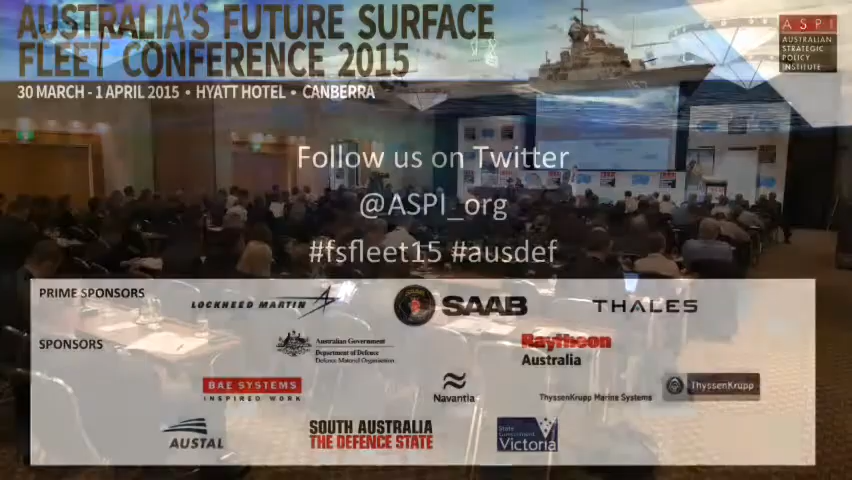 AUSTRALIA'S FUTURE SURFACE
FLEET CONFERENCE 2015
30 MARCH - 1 APRIL 2015 • HYATT HOTEL • CANBERRA
ASPI
AUSTRALIAN
STRATEGIC
POLICY
INSTITUTE
Follow us on Twitter
@ASPI_org
#fsfleet15 #ausdef
PRIME SPONSORS
LOCKHEED MARTIN
SAAB
THALES
SPONSORS
Australian Government
Department of Defence
Defence Materiel Organisation
Raytheon
Australia
BAE SYSTEMS
INSPIRED WORK
Navantia
ThyssenKrupp Marine Systems
ThyssenKrupp
AUSTAL
SOUTH AUSTRALIA
THE DEFENCE STATE
State
Government
Victoria